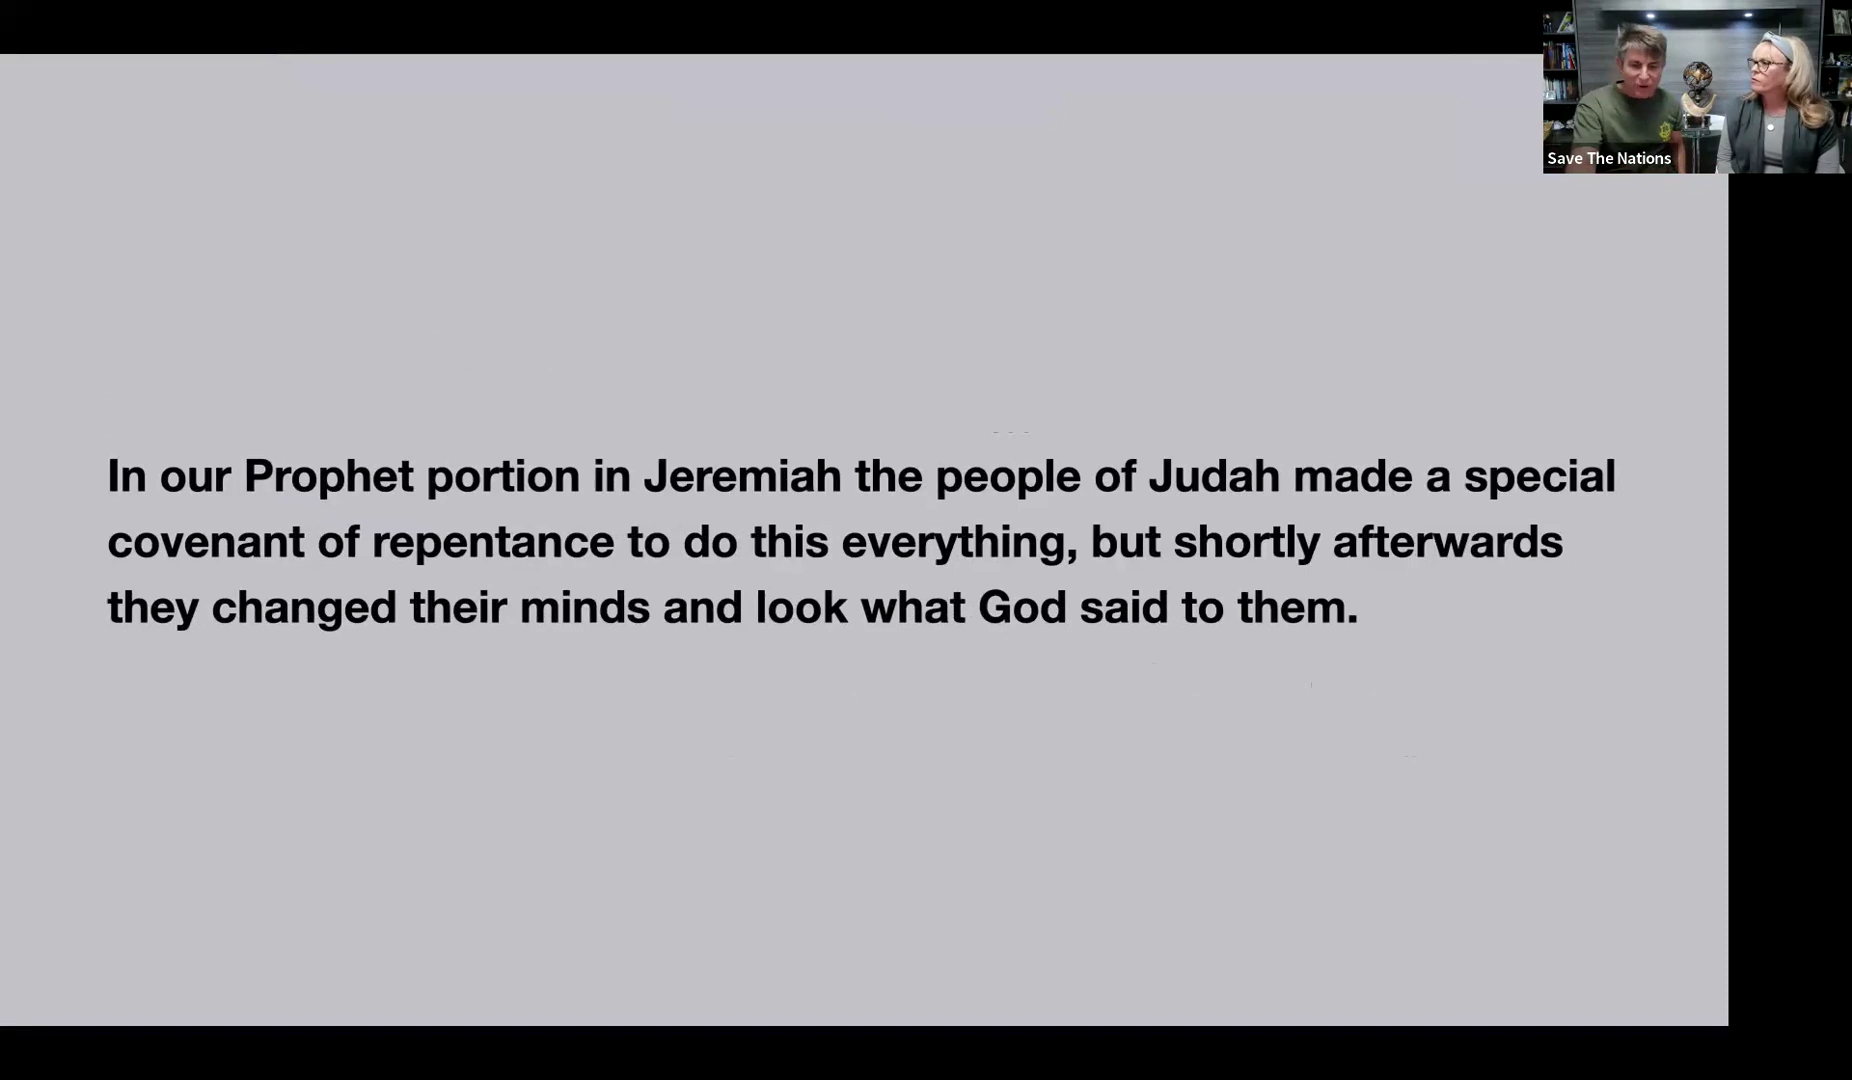 Save The Nations
In our Prophet portion in Jeremiah the people of Judah made a special
covenant of repentance to do this everything, but shortly afterwards
they changed their minds and look what God said to them.